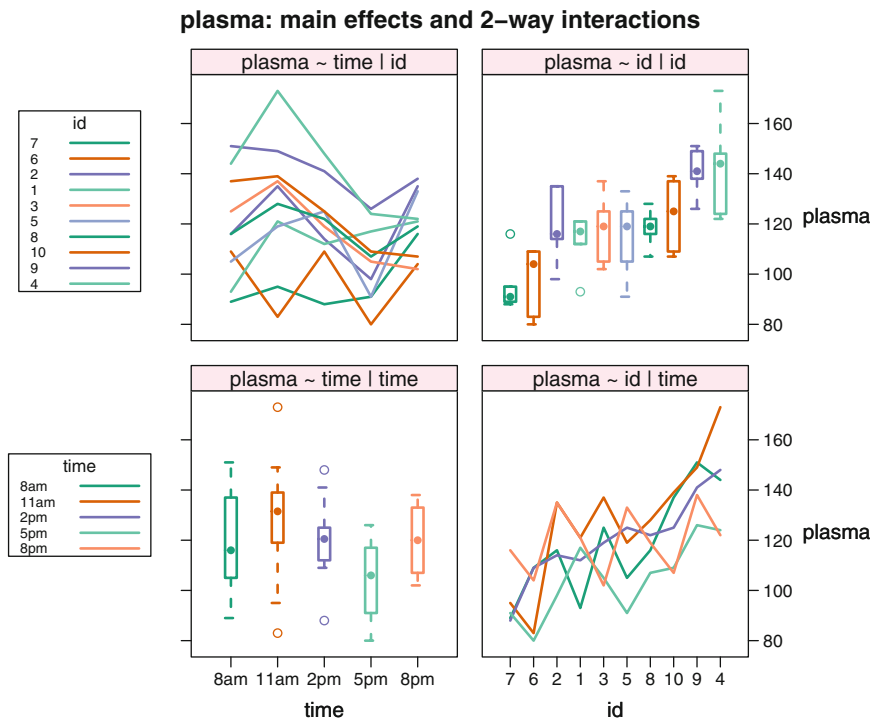 plasma: main effects and 2−way interactions
plasma ~ time | id
plasma ~ id | id
id
7
6
2
1
3
5
8
10
9
4
160
140
120
100
80
plasma
plasma ~ time | time
plasma ~ id | time
time
8am
11am
2pm
5pm
8pm
160
140
120
100
80
plasma
8am 11am 2pm 5pm 8pm
7 6 2 1 3 5 8 10 9 4
time
id